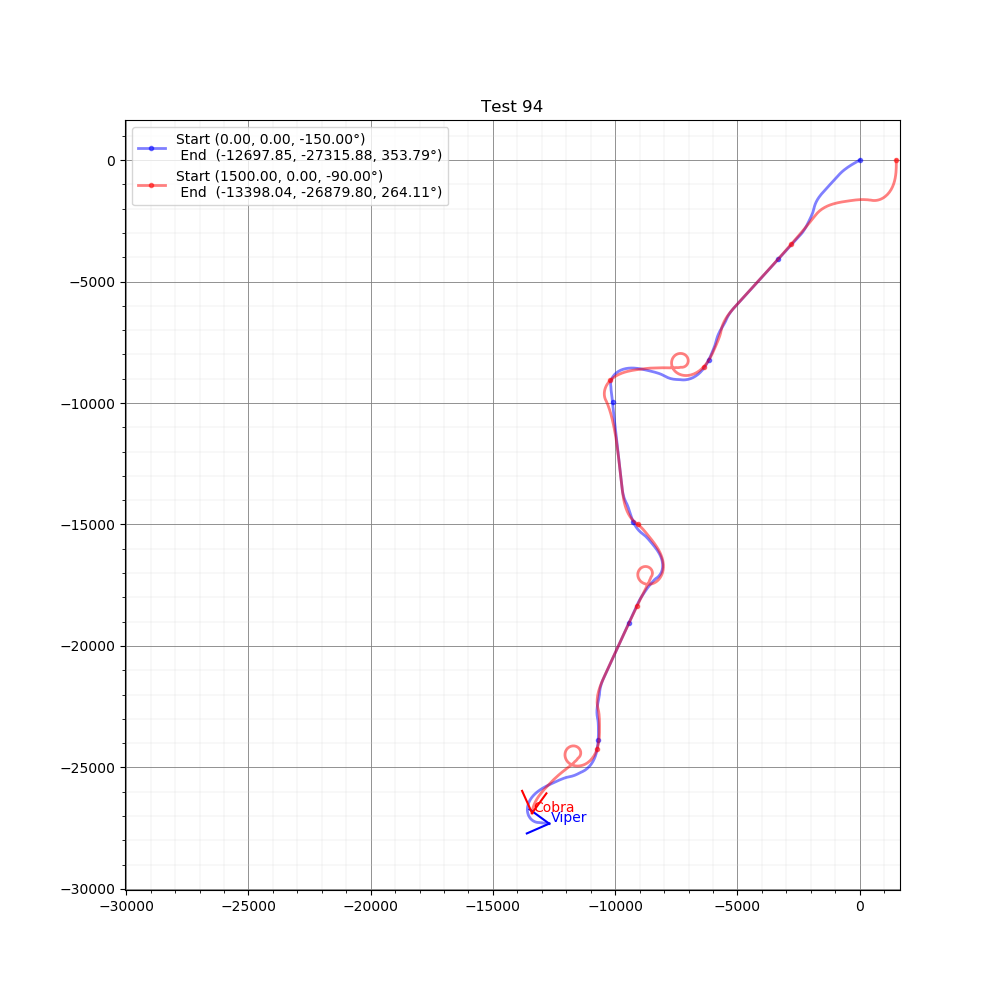 Test 94
Start (0.00, 0.00, -150.00°)
End (-12697.85, -27315.88, 353.79°)
Start (1500.00, 0.00, -90.00°)
End (-13398.04, -26879.80, 264.11°)
0
−5000
−10000
−15000
−20000
−25000
−30000
Cobra
Viper
−30000 −25000 −20000 −15000 −10000 −5000 0